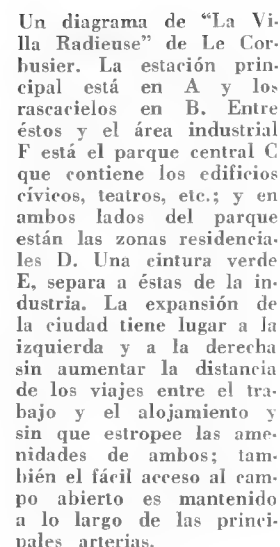 Un diagrama de “La Vi-
lla Radieuse” de Le Cor-
busier. La estación prin-
cipal está en A y los
rascacielos en B. Entre
éstos y el área industrial
F está el parque central C
que contiene los edificios
cívicos, teatros, etc.; y en
ambos lados del parque
están las zonas residencia-
les D. Una cintura verde
E, separa a éstas de la in-
dustria. La expansión de
la ciudad tiene lugar a la
izquierda y a la derecha
sin aumentar la distancia
de los viajes entre el tra-
bajo y el alojamiento y
sin que estropee las ame-
nidades de ambos; tam-
bién el fácil acceso al cam-
po abierto es mantenido
a lo largo de las princi-
pales arterias.